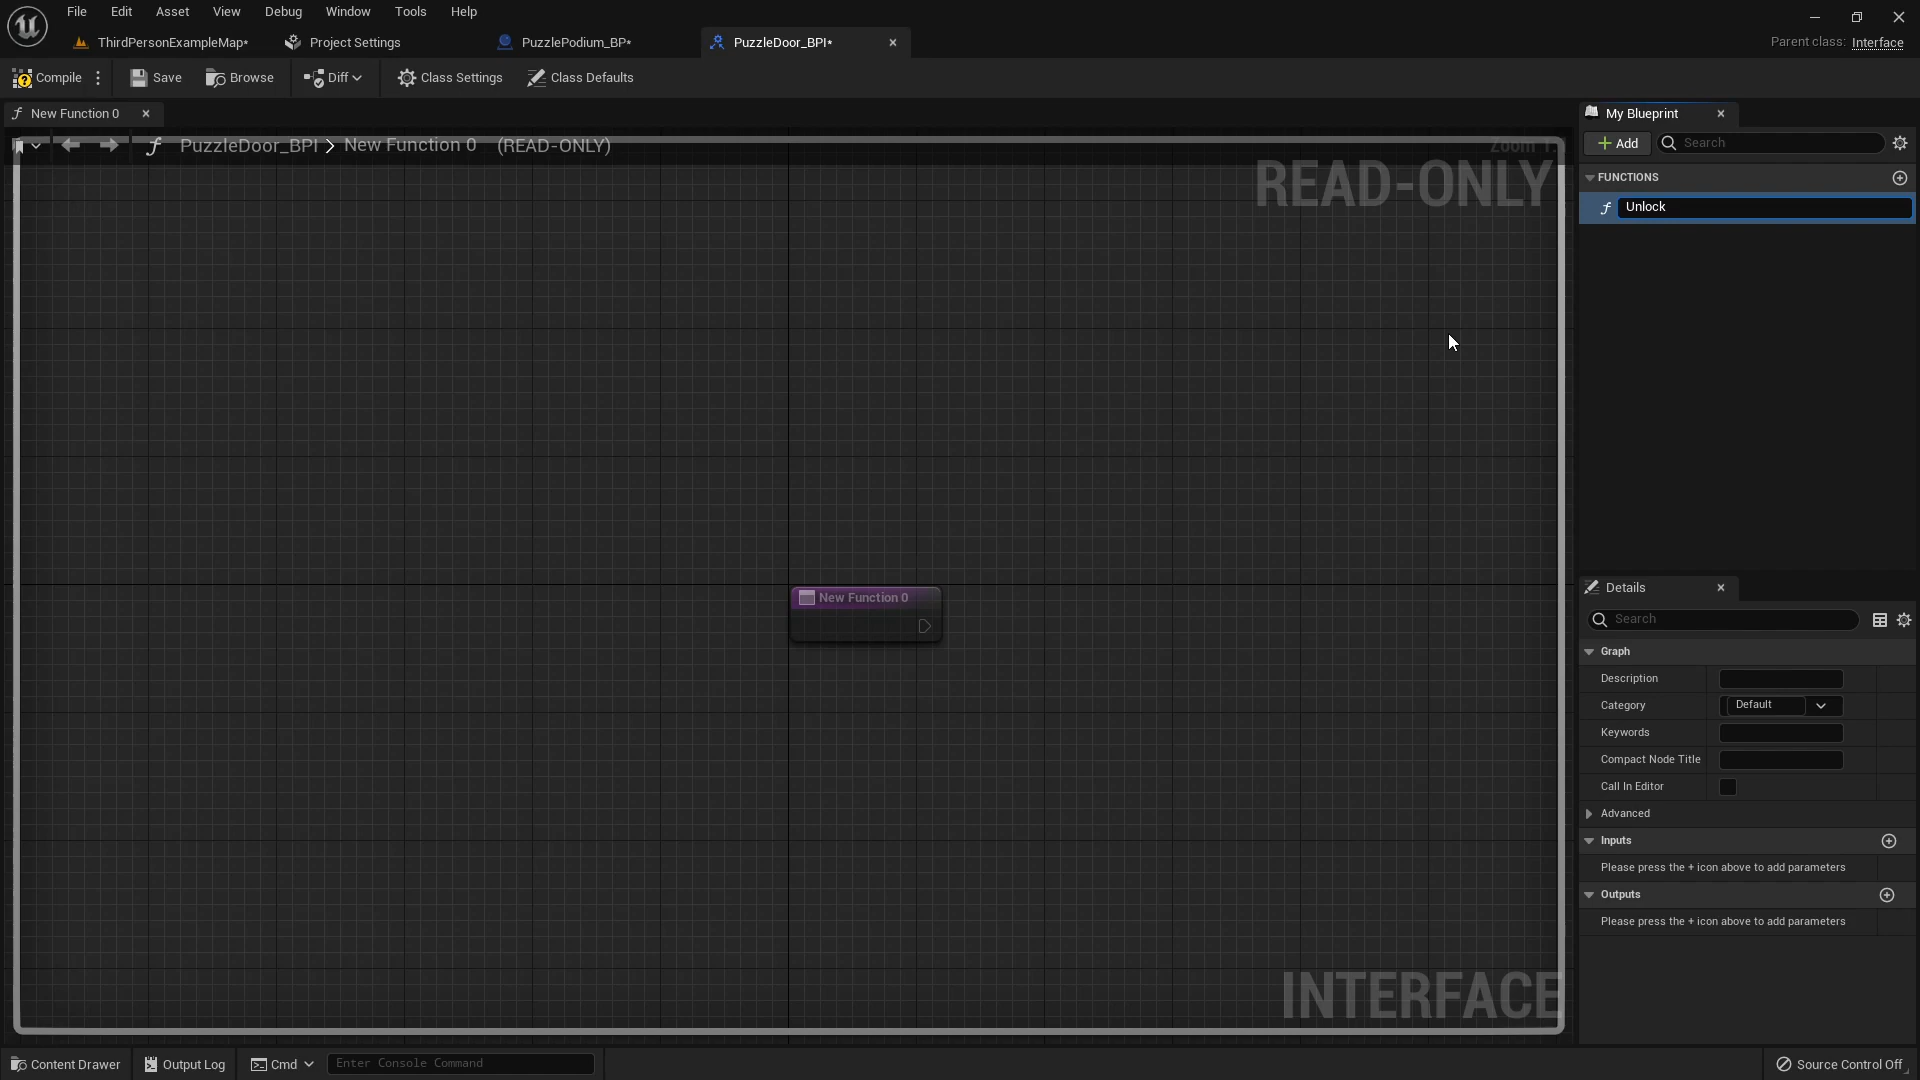 File Edit Asset View Debug Window Tools Help
ThirdPersonExampleMap* Project Settings PuzzlePodium_BP* PuzzleDoor_BPI* Parent class: Interface
Compile Save Browse Diff Class Settings Class Defaults
New Function 0
PuzzleDoor_BPI > New Function 0 (READ-ONLY)
READ-ONLY
New Function 0
INTERFACE
My Blueprint
+ Add Search
FUNCTIONS
Unlock
Details
Search
Graph
Description
Category Default
Keywords
Compact Node Title
Call In Editor
Advanced
Inputs
Please press the + icon above to add parameters
Outputs
Please press the + icon above to add parameters
Content Drawer Output Log Cmd Enter Console Command Source Control Off